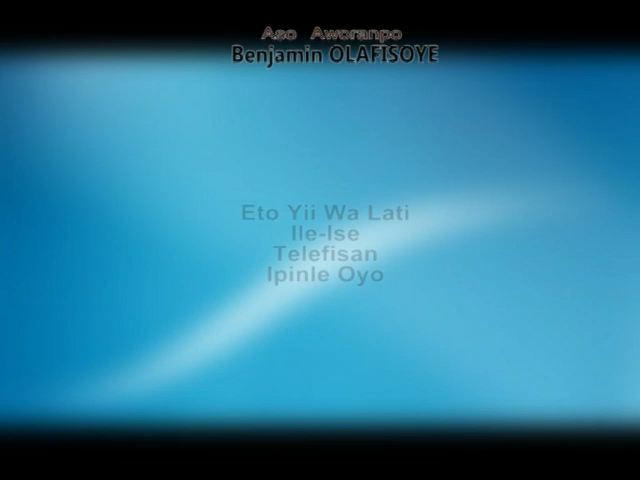 Aso Aworanpo
Benjamin OLAFISOYE
Eto Yii Wa Lati
Ile-Ise
Telefisan
Ipinle Oyo